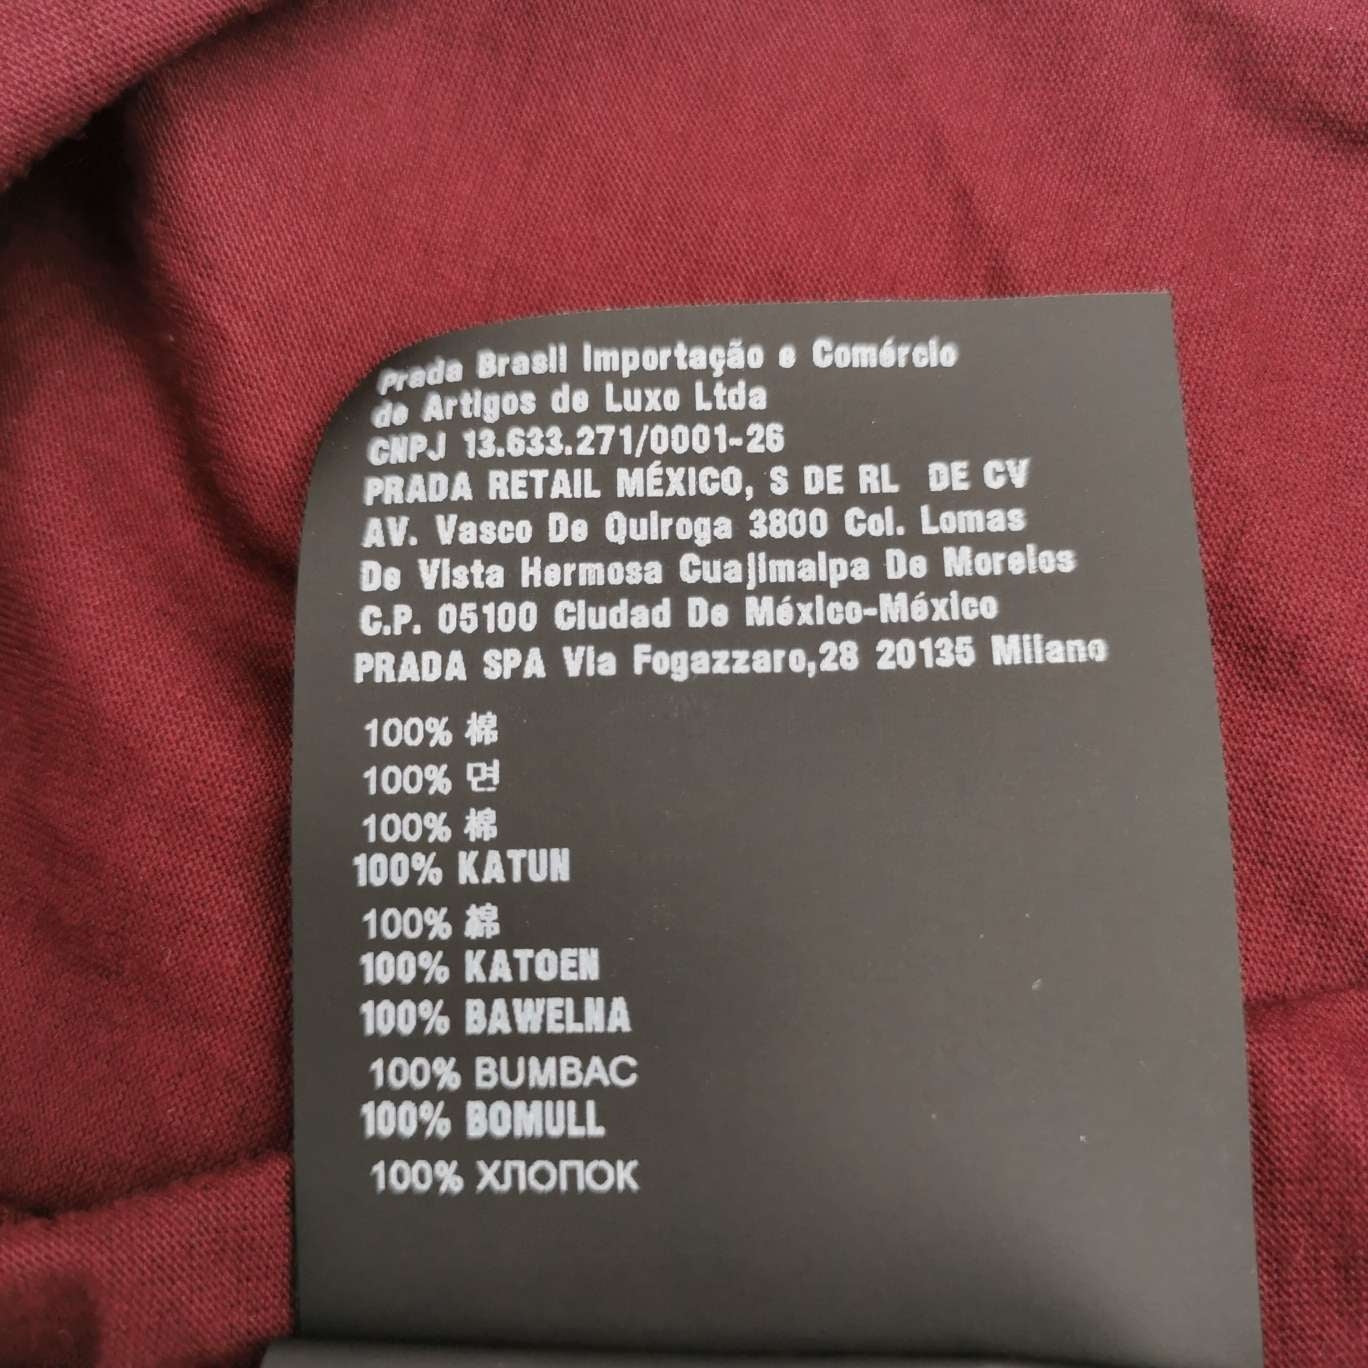 Prada Brasil Importação e Comércio
de Artigos de Luxo Ltda
CNPJ 13.633.271/0001-26
PRADA RETAIL MÉXICO, S DE RL DE CV
AV. Vasco De Quiroga 3800 Col. Lomas
De Vista Hermosa Cuajimalpa De Morelos
C.P. 05100 Ciudad De México-México
PRADA SPA Via Fogazzaro,28 20135 Milano
100% 棉
100% 면
100% 棉
100% KATUN
100% 綿
100% KATOEN
100% BAWELNA
100% BUMBAC
100% BOMULL
100% ХЛОПОК